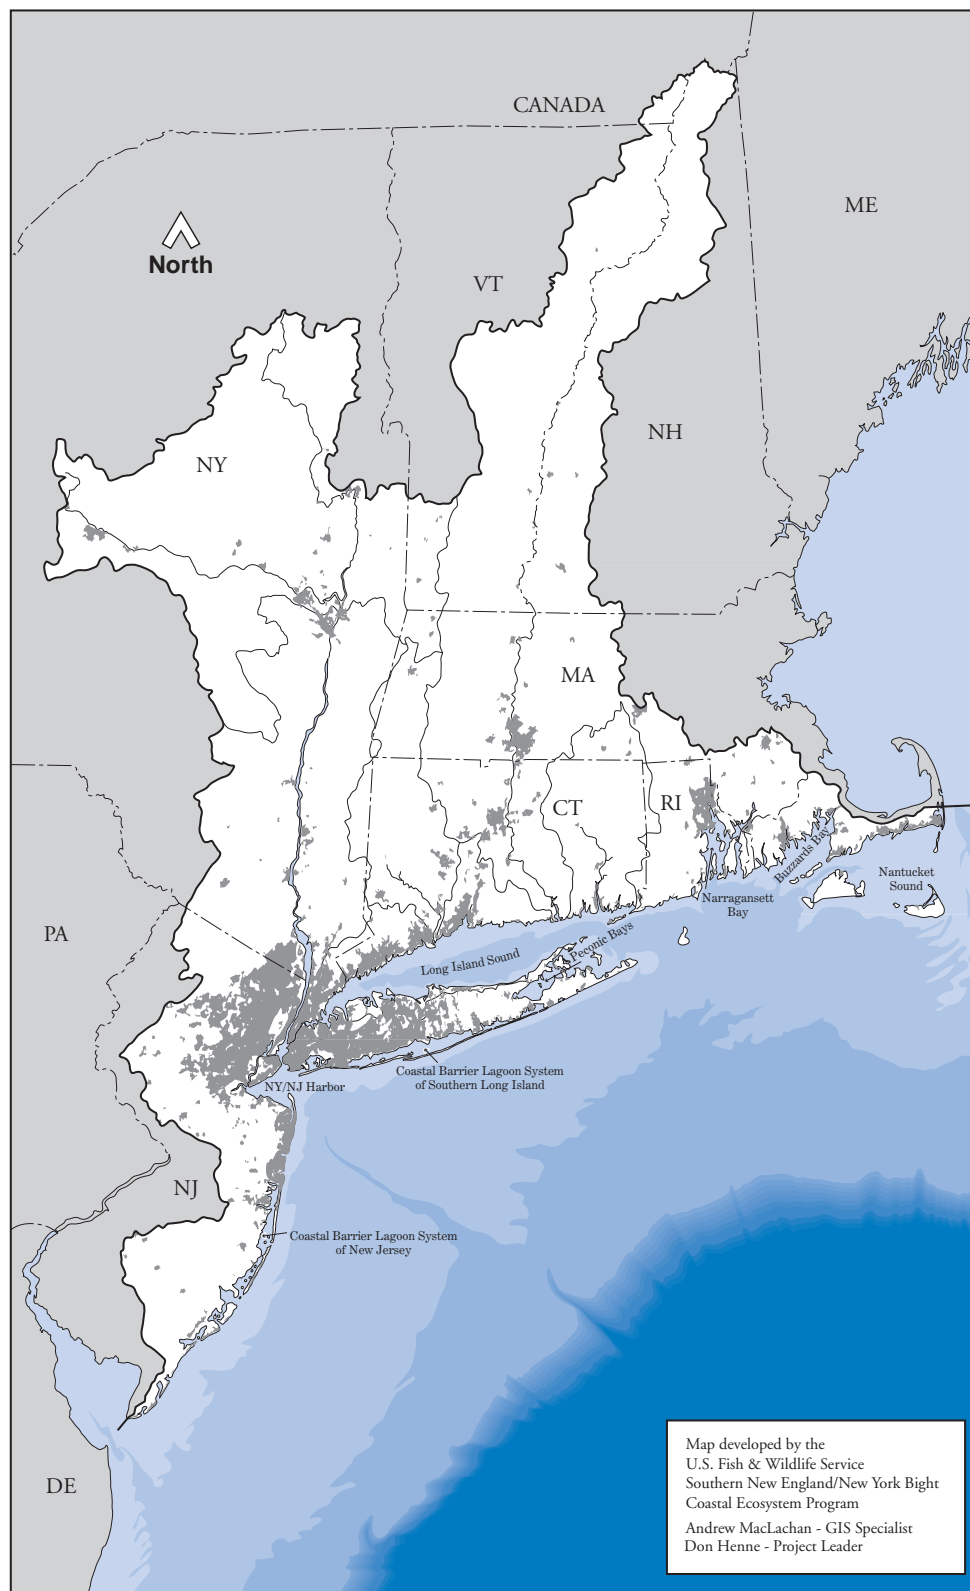 CANADA
ME
North
VT
NH
NY
MA
CT
RI
Buzzards Bay
Nantucket
Sound
Narragansett
Bay
PA
Peconic Bays
Long Island Sound
Coastal Barrier Lagoon System
of Southern Long Island
NY/NJ Harbor
NJ
Coastal Barrier Lagoon System
of New Jersey
DE
Map developed by the
U.S. Fish & Wildlife Service
Southern New England/New York Bight
Coastal Ecosystem Program
Andrew MacLachan - GIS Specialist
Don Henne - Project Leader